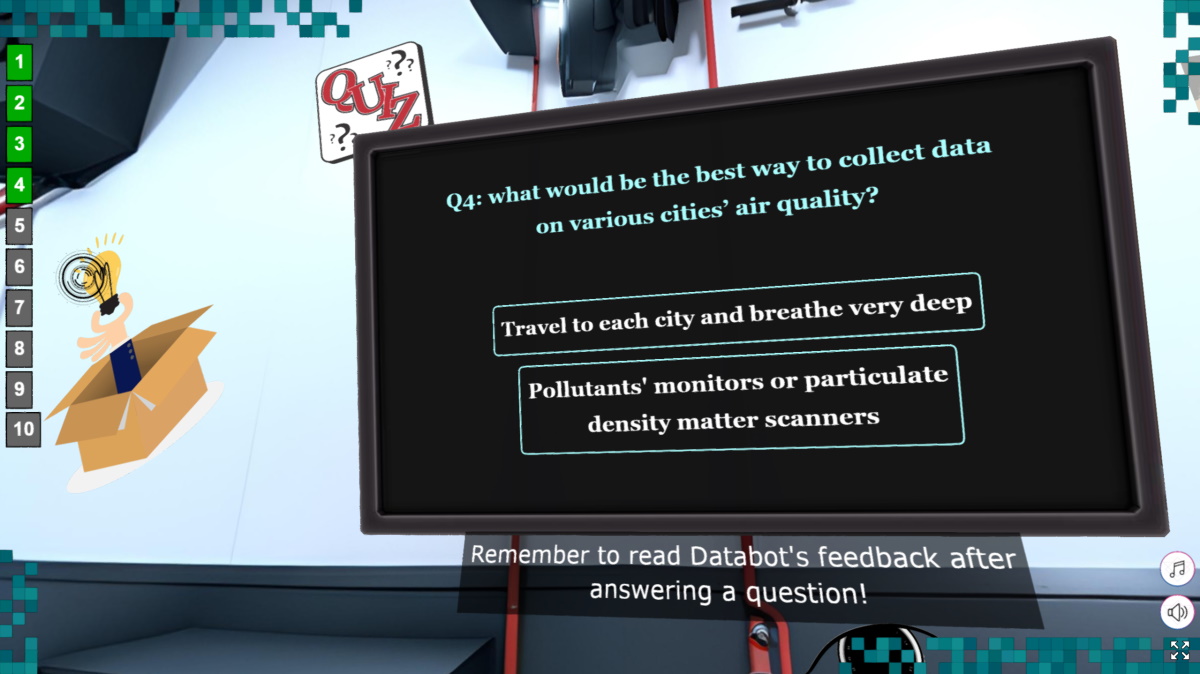 1
2
3
4
5
6
7
8
9
10
???
QUIZ
???
Q4: what would be the best way to collect data
on various cities’ air quality?
Travel to each city and breathe very deep
Pollutants' monitors or particulate
density matter scanners
Remember to read Databot's feedback after
answering a question!